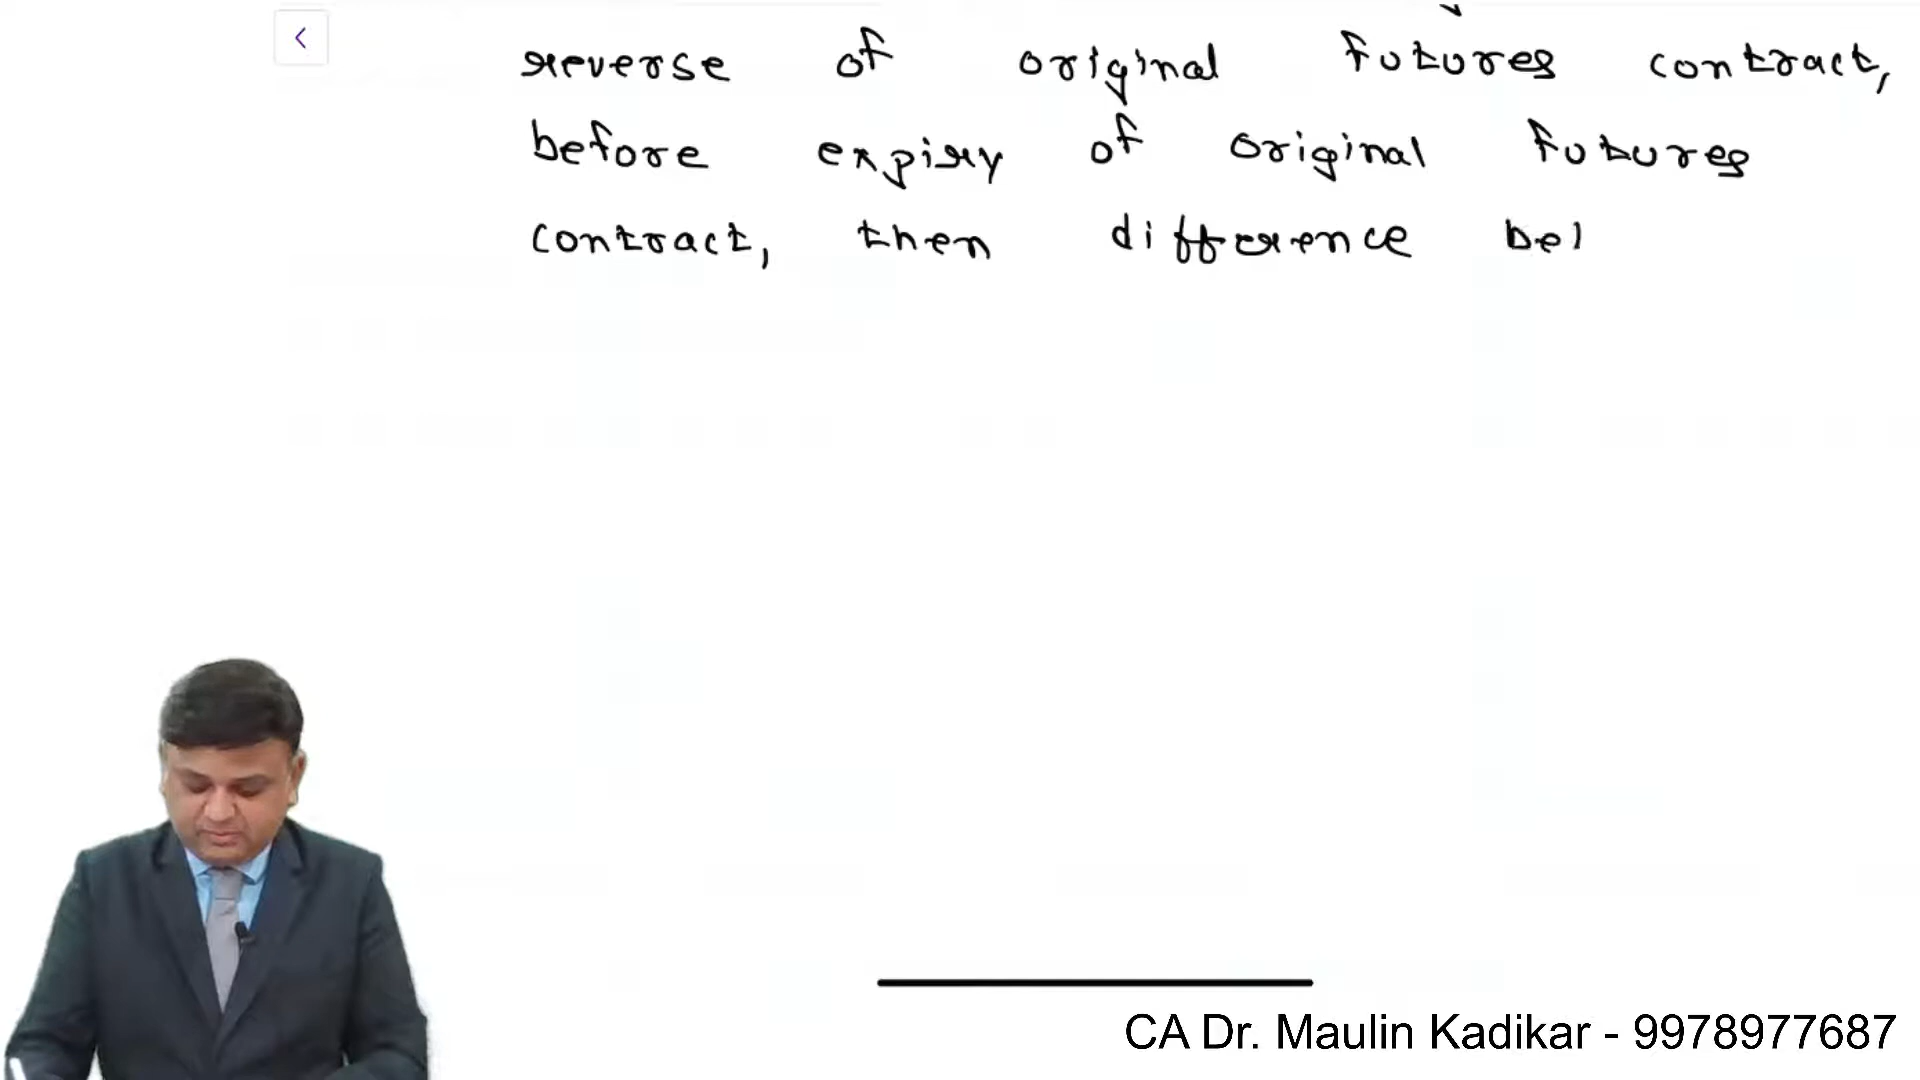 reverse of original futures contract,
before expiry of original futures
contract, then difference bet
CA Dr. Maulin Kadikar - 9978977687